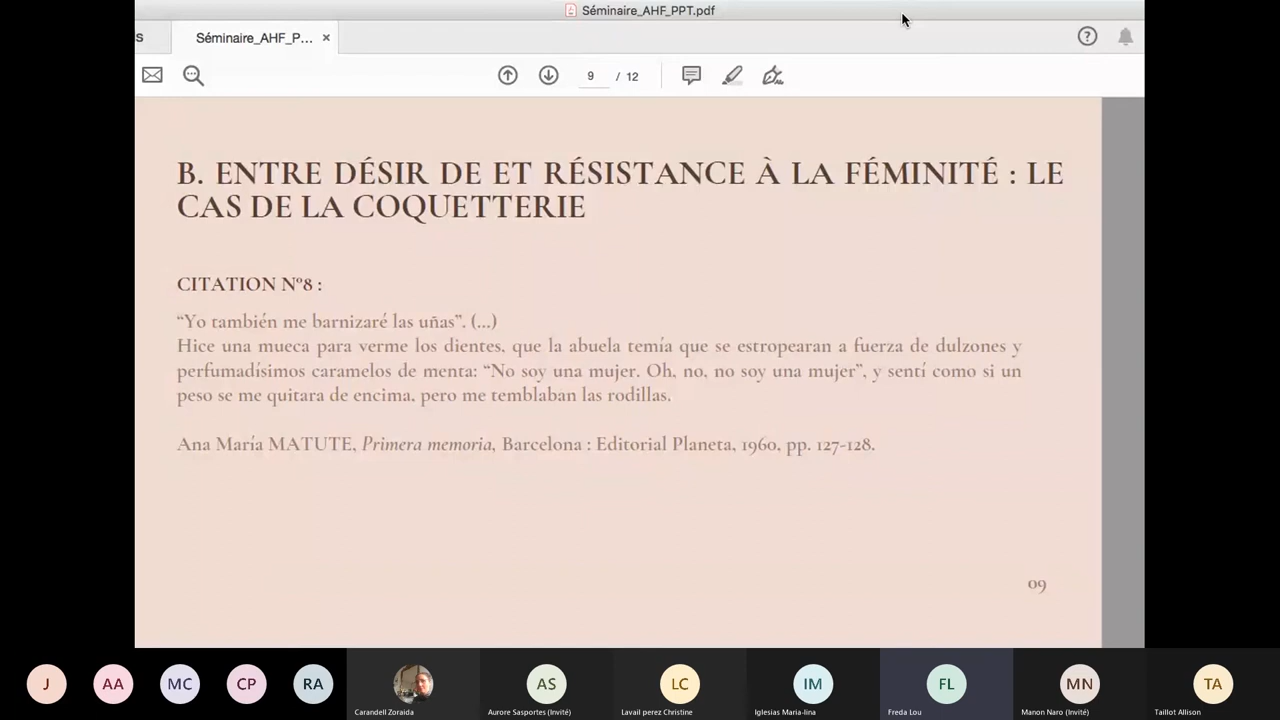 Séminaire_AHF_PPT.pdf
s
Séminaire_AHF_P... ×
9 / 12
B. ENTRE DÉSIR DE ET RÉSISTANCE À LA FÉMINITÉ : LE
CAS DE LA COQUETTERIE
CITATION N°8 :
“Yo también me barnizaré las uñas”. (...)
Hice una mueca para verme los dientes, que la abuela temía que se estropearan a fuerza de dulzones y
perfumadísimos caramelos de menta: “No soy una mujer. Oh, no, no soy una mujer”, y sentí como si un
peso se me quitara de encima, pero me temblaban las rodillas.
Ana María MATUTE, Primera memoria, Barcelona : Editorial Planeta, 1960, pp. 127-128.
09
J
AA
MC
CP
RA
AS
LC
IM
FL
MN
TA
Carandell Zoraida
Aurore Sasportes (Invité)
Lavail perez Christine
Iglesias Maria-lina
Freda Lou
Manon Naro (Invité)
Taillot Allison